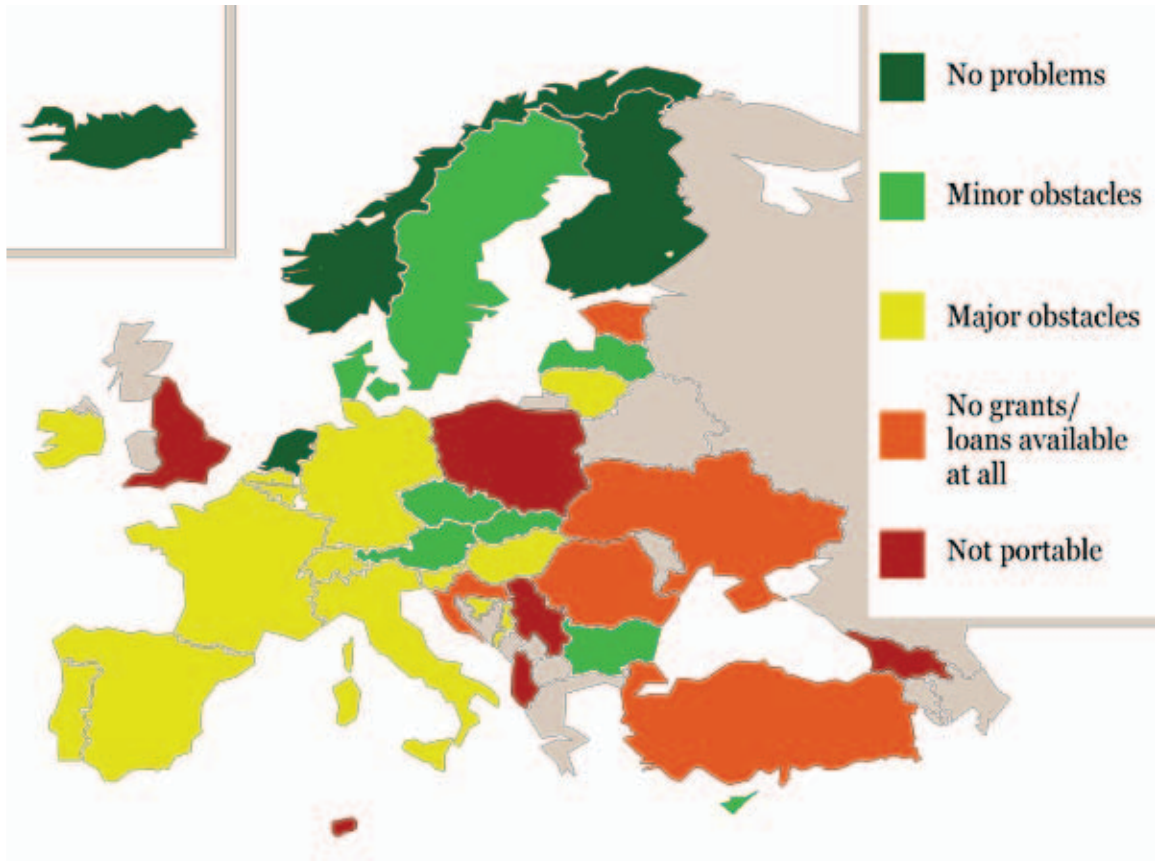 No problems
Minor obstacles
Major obstacles
No grants/
loans available
at all
Not portable